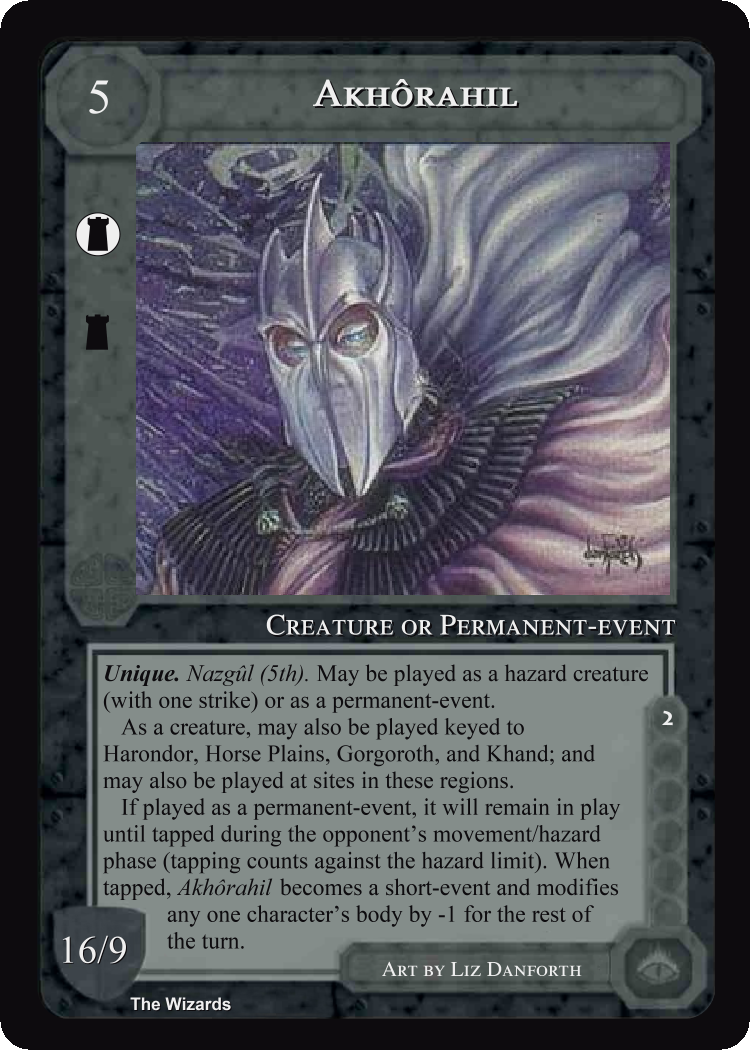 5
AKHÔRAHIL
CREATURE OR PERMANENT-EVENT
Unique. Nazgûl (5th). May be played as a hazard creature
(with one strike) or as a permanent-event.
As a creature, may also be played keyed to
Harondor, Horse Plains, Gorgoroth, and Khand; and
may also be played at sites in these regions.
If played as a permanent-event, it will remain in play
until tapped during the opponent's movement/hazard
phase (tapping counts against the hazard limit). When
tapped, Akhôrahil becomes a short-event and modifies
any one character's body by -1 for the rest of
the turn.
2
16/9
ART BY LIZ DANFORTH
The Wizards